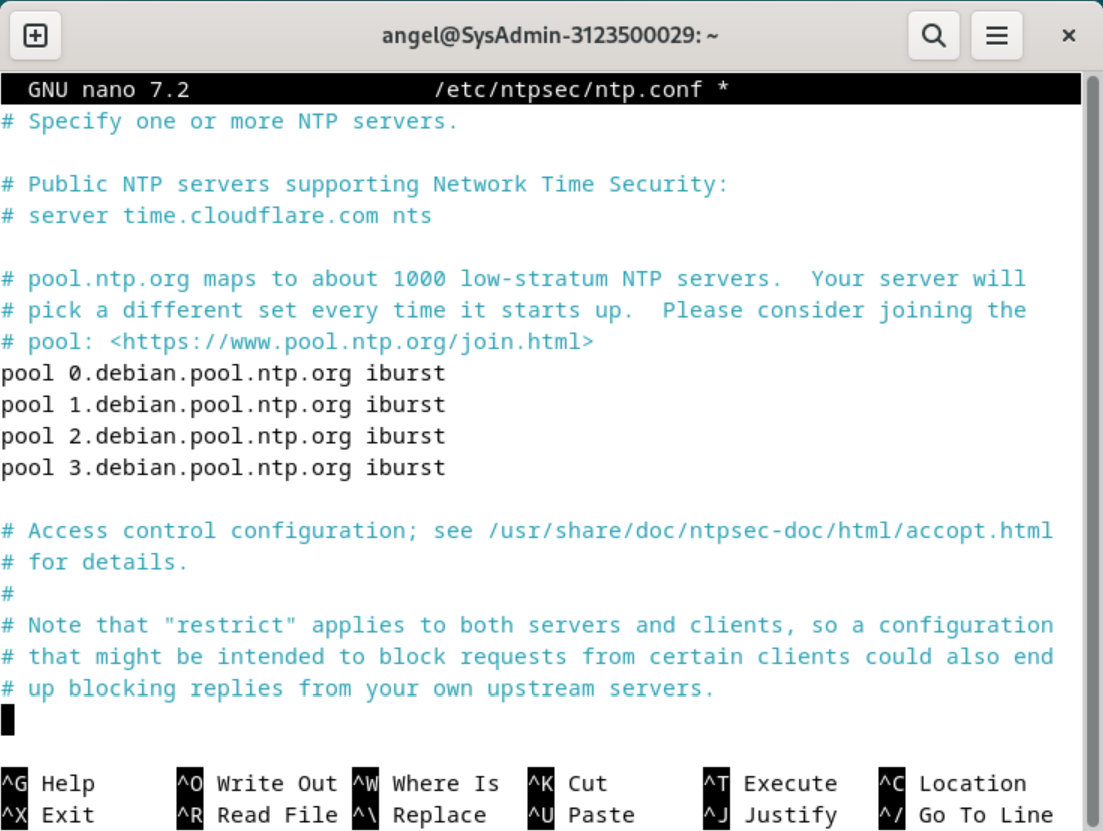 angel@SysAdmin-3123500029: ~
GNU nano 7.2 /etc/ntpsec/ntp.conf *
# Specify one or more NTP servers.
# Public NTP servers supporting Network Time Security:
# server time.cloudflare.com nts
# pool.ntp.org maps to about 1000 low-stratum NTP servers.  Your server will
# pick a different set every time it starts up.  Please consider joining the
# pool: <https://www.pool.ntp.org/join.html>
pool 0.debian.pool.ntp.org iburst
pool 1.debian.pool.ntp.org iburst
pool 2.debian.pool.ntp.org iburst
pool 3.debian.pool.ntp.org iburst
# Access control configuration; see /usr/share/doc/ntpsec-doc/html/accopt.html
# for details.
#
# Note that "restrict" applies to both servers and clients, so a configuration
# that might be intended to block requests from certain clients could also end
# up blocking replies from your own upstream servers.
^G Help ^O Write Out ^W Where Is ^K Cut ^T Execute ^C Location
^X Exit ^R Read File ^\ Replace ^U Paste ^J Justify ^/ Go To Line